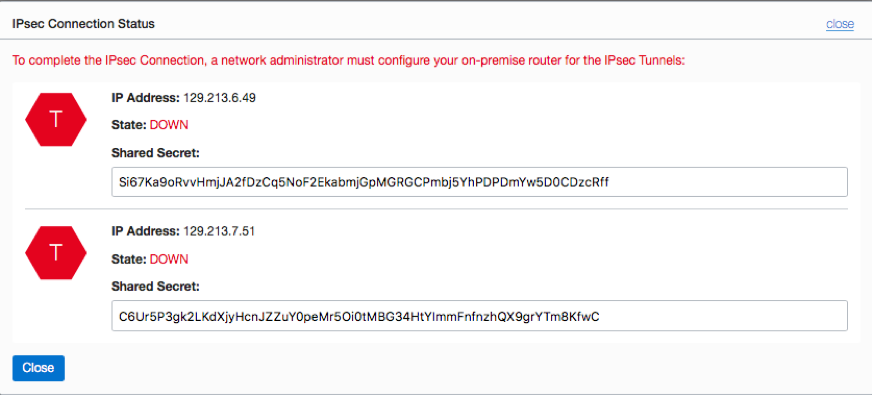 IPsec Connection Status
close
To complete the IPsec Connection, a network administrator must configure your on-premise router for the IPsec Tunnels:
T
IP Address: 129.213.6.49
State: DOWN
Shared Secret:
Si67Ka9oRvvHmjJA2fDzCq5NoF2EkabmjGpMGRGCPmbj5YhPDPDmYw5D0CDzcRff
T
IP Address: 129.213.7.51
State: DOWN
Shared Secret:
C6Ur5P3gk2LKdXjyHcnJZZuY0peMr5Oi0tMBG34HtYImmFnfnzhQX9grYTm8KfwC
Close